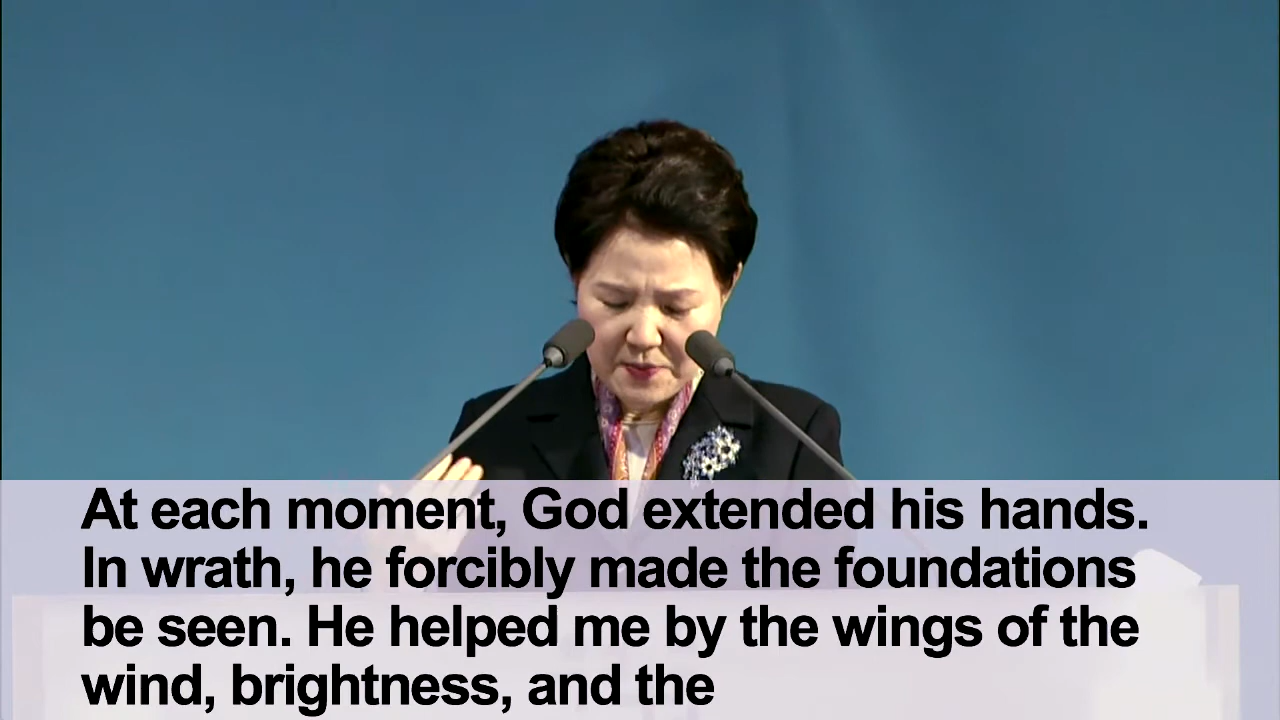 At each moment, God extended his hands.
In wrath, he forcibly made the foundations
be seen. He helped me by the wings of the
wind, brightness, and the